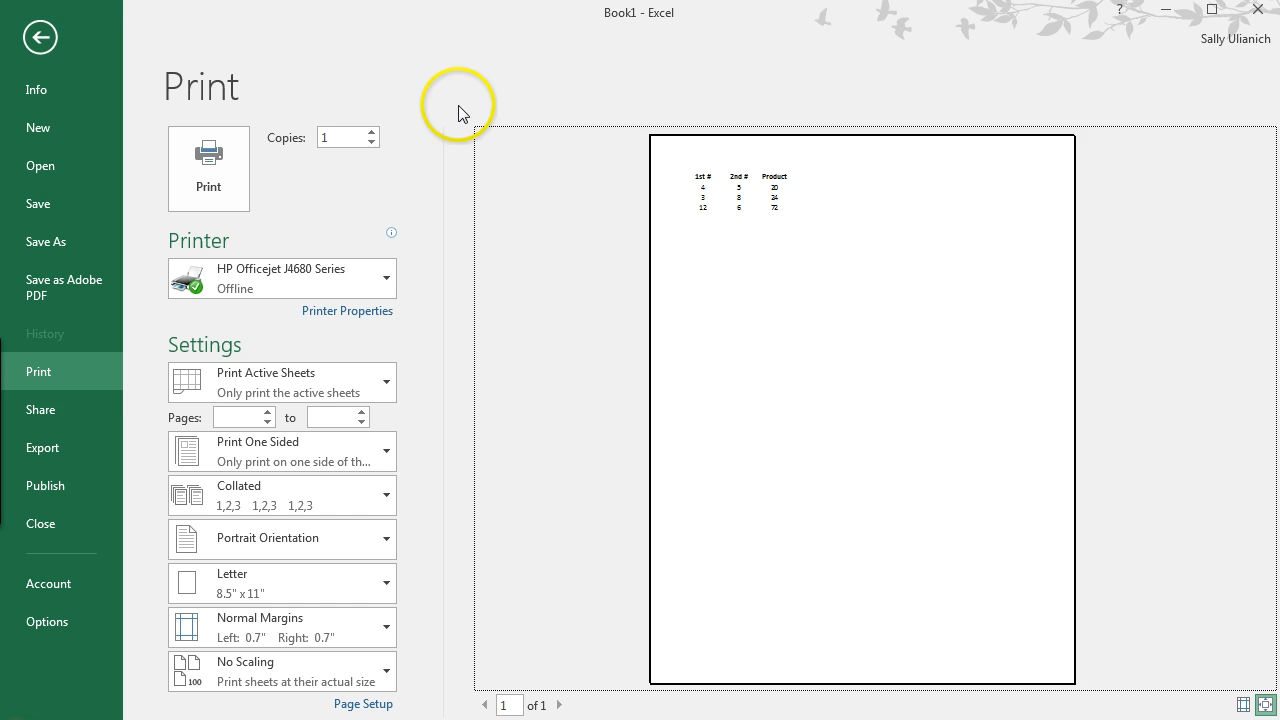 Book1 - Excel
?
Sally Ulianich
Info
New
Open
Save
Save As
Save as Adobe
PDF
History
Print
Share
Export
Publish
Close
Account
Options
Print
Print
Copies: 1
Printer
HP Officejet J4680 Series
Offline
Printer Properties
Settings
Print Active Sheets
Only print the active sheets
Pages: to
Print One Sided
Only print on one side of th...
Collated
1,2,3 1,2,3 1,2,3
Portrait Orientation
Letter
8.5" x 11"
Normal Margins
Left: 0.7" Right: 0.7"
No Scaling
100
Print sheets at their actual size
Page Setup
1st # 2nd # Product
4 5 20
3 8 24
12 6 72
1 of 1